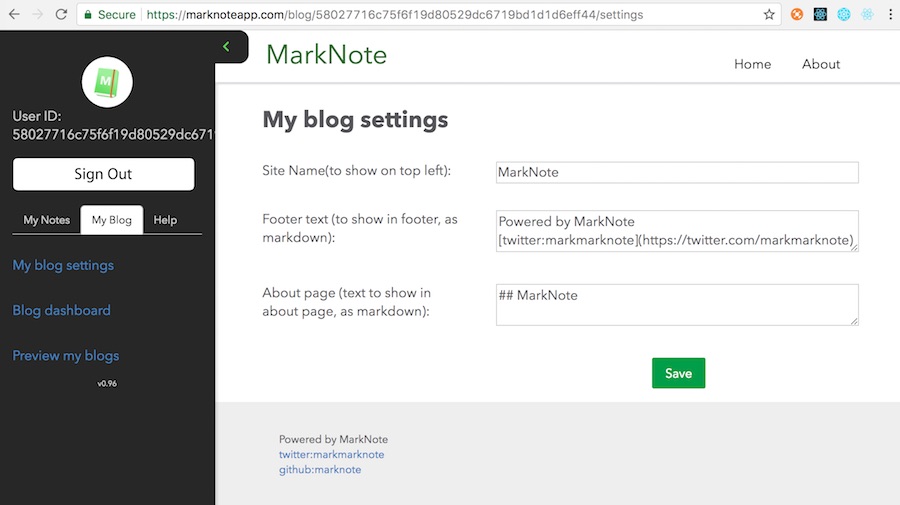 Secure https://marknoteapp.com/blog/58027716c75f6f19d80529dc6719bd1d1d6eff44/settings
M
User ID:
58027716c75f6f19d80529dc6719
Sign Out
My Notes My Blog Help
My blog settings
Blog dashboard
Preview my blogs
v0.96
MarkNote
Home About
My blog settings
Site Name(to show on top left):
MarkNote
Footer text (to show in footer, as
markdown):
Powered by MarkNote
[twitter:markmarknote](https://twitter.com/markmarknote)
About page (text to show in
about page, as markdown):
## MarkNote
Save
Powered by MarkNote
twitter:markmarknote
github:marknote